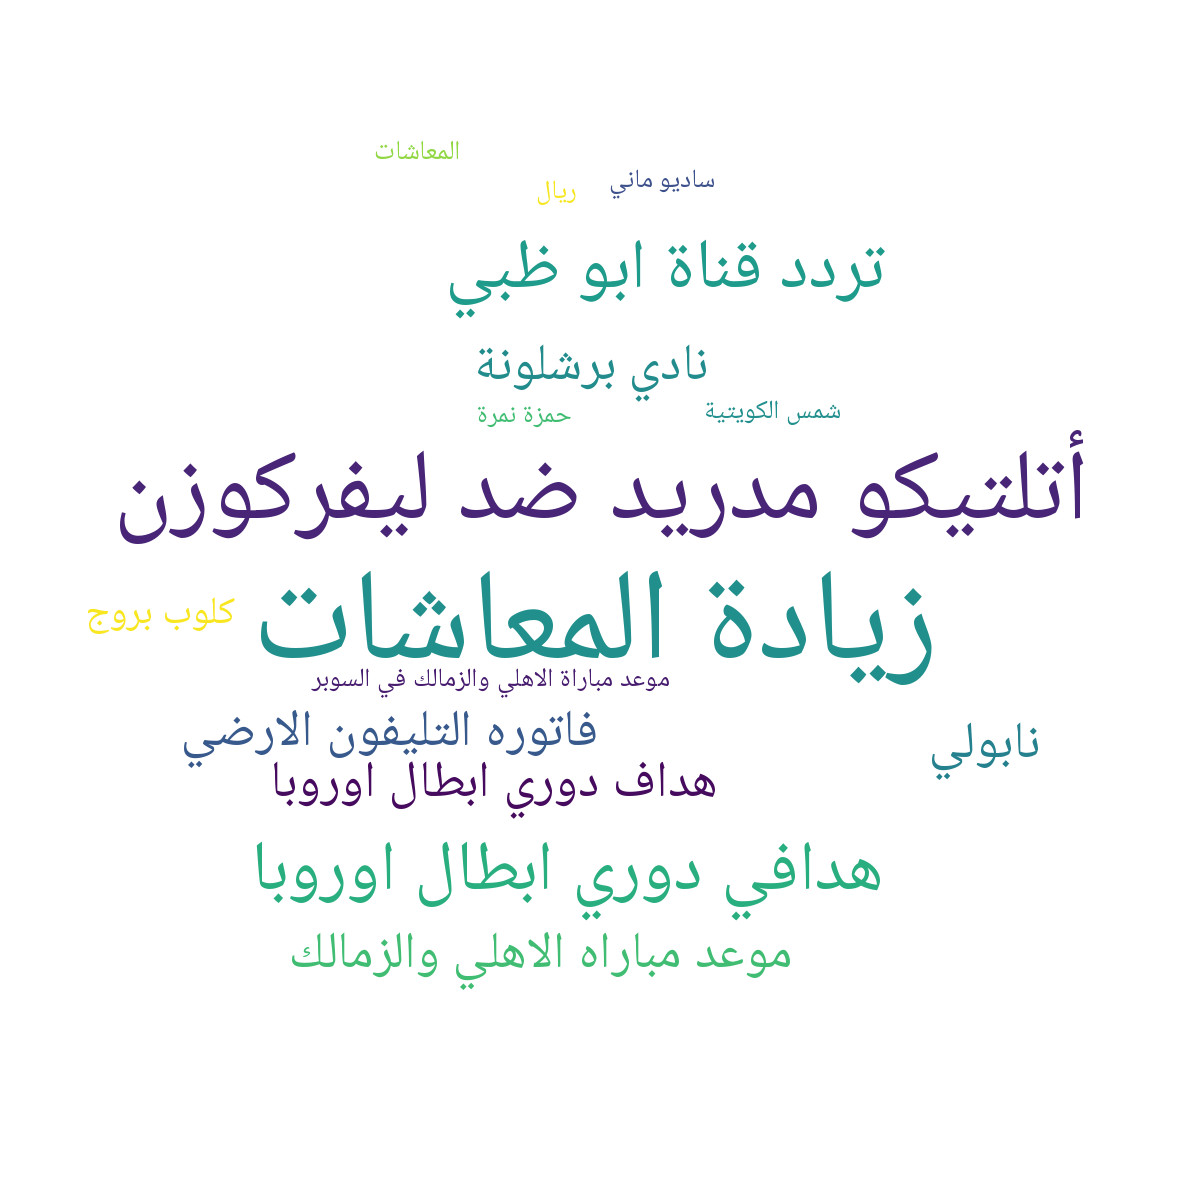 المعاشات
ساديو ماني
ريال
تردد قناة ابو ظبي
نادي برشلونة
شمس الكويتية
حمزة نمرة
أتلتيكو مدريد ضد ليفركوزن
زيادة المعاشات
كلوب بروج
موعد مباراة الاهلي والزمالك في السوبر
فاتوره التليفون الارضي
نابولي
هداف دوري ابطال اوروبا
هدافي دوري ابطال اوروبا
موعد مباراه الاهلي والزمالك